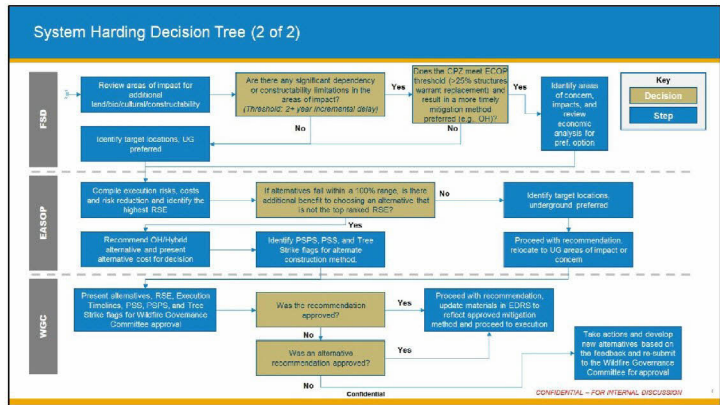 System Harding Decision Tree (2 of 2)
FSD
Review areas of impact for
additional
land/bio/cultural/constructability
Are there any significant dependency
or constructability limitations in the
areas of impact?
(Threshold: 2+ year incremental delay)
Yes
No
Does the CPZ meet ECOP
threshold (>25% structures
warrant replacement) and
result in a more timely
mitigation method
preferred (e.g., OH)?
Yes
No
Identify areas
of concern,
impacts, and
review
economic
analysis for
pref. option
Key
Decision
Step
Identify target locations, UG
preferred
EASOP
Compile execution risks, costs
and risk reduction and identify the
highest RSE
If alternatives fall within a 100% range, is there
additional benefit to choosing an alternative that
is not the top ranked RSE?
No
Yes
Identify target locations,
underground preferred
Recommend OH/Hybrid
alternative and present
alternative cost for decision
Identify PSPS, PSS, and Tree
Strike flags for alternate
construction method.
Proceed with recommendation,
relocate to UG areas of impact or
concern
WGC
Present alternatives, RSE, Execution
Timelines, PSS, PSPS, and Tree
Strike flags for Wildfire Governance
Committee approval
Was the recommendation
approved?
Yes
No
Proceed with recommendation,
update materials in EDRS to
reflect approved mitigation
method and proceed to execution
Was an alternative
recommendation approved?
Yes
No
Take actions and develop
new alternatives based on
the feedback and re-submit
to the Wildfire Governance
Committee for approval
Confidential
CONFIDENTIAL – FOR INTERNAL DISCUSSION